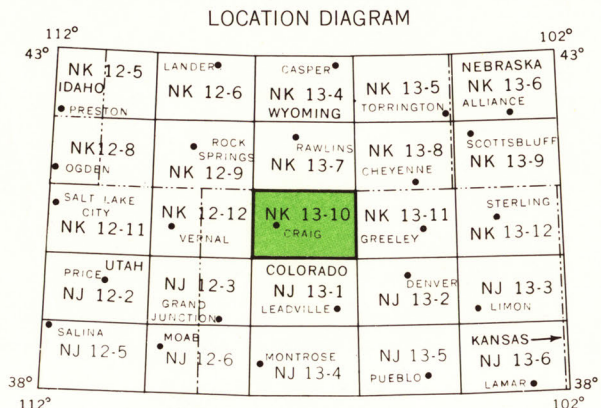 LOCATION DIAGRAM
112° 102°
43° 43°
NK 12-5
IDAHO
PRESTON
LANDER
NK 12-6
CASPER
NK 13-4
WYOMING
NK 13-5
TORRINGTON
NEBRASKA
NK 13-6
ALLIANCE
NK 12-8
OGDEN
ROCK
SPRINGS
NK 12-9
RAWLINS
NK 13-7
NK 13-8
CHEYENNE
SCOTTSBLUFF
NK 13-9
SALT LAKE
CITY
NK 12-11
NK 12-12
VERNAL
NK 13-10
CRAIG
NK 13-11
GREELEY
STERLING
NK 13-12
UTAH
PRICE
NJ 12-2
NJ 12-3
GRAND
JUNCTION
COLORADO
NJ 13-1
LEADVILLE
DENVER
NJ 13-2
NJ 13-3
LIMON
SALINA
NJ 12-5
MOAB
NJ 12-6
MONTROSE
NJ 13-4
NJ 13-5
PUEBLO
KANSAS
NJ 13-6
LAMAR
38° 38°
112° 102°